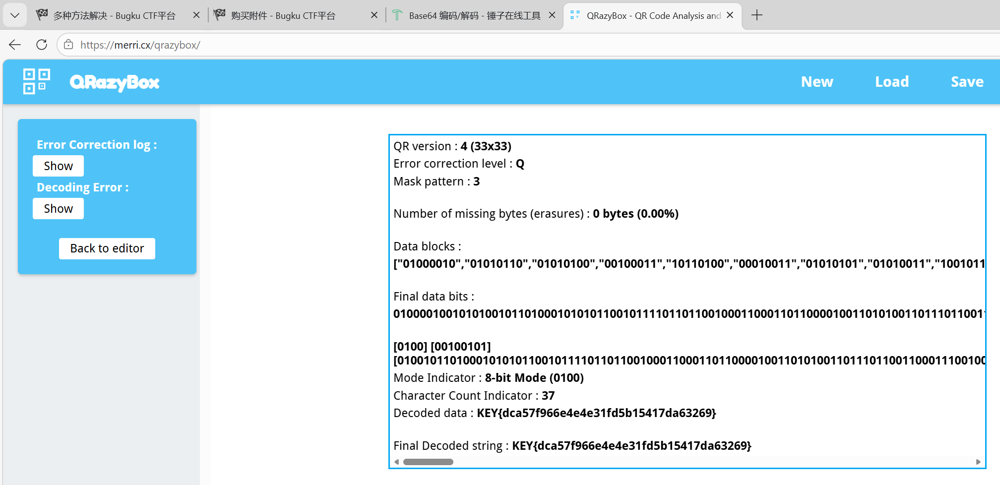 多种方法解决 - Bugku CTF平台
购买附件 - Bugku CTF平台
Base64 编码/解码 - 锤子在线工具
QRazyBox - QR Code Analysis and
https://merri.cx/qrazybox/
QRazyBox
New
Load
Save
Error Correction log :
Show
Decoding Error :
Show
Back to editor
QR version : 4 (33x33)
Error correction level : Q
Mask pattern : 3
Number of missing bytes (erasures) : 0 bytes (0.00%)
Data blocks :
["01000010","01010110","01010100","00100011","10110100","00010011","01010101","01010011","1001011
Final data bits :
0100001001010100101101000101010110010111101101100100011000110110000100110101001101110110011
[0100] [00100101]
[010010110100010101011001011110110110010001100011011000010011010100110111011001100011100100
Mode Indicator : 8-bit Mode (0100)
Character Count Indicator : 37
Decoded data : KEY{dca57f966e4e4e31fd5b15417da63269}
Final Decoded string : KEY{dca57f966e4e4e31fd5b15417da63269}